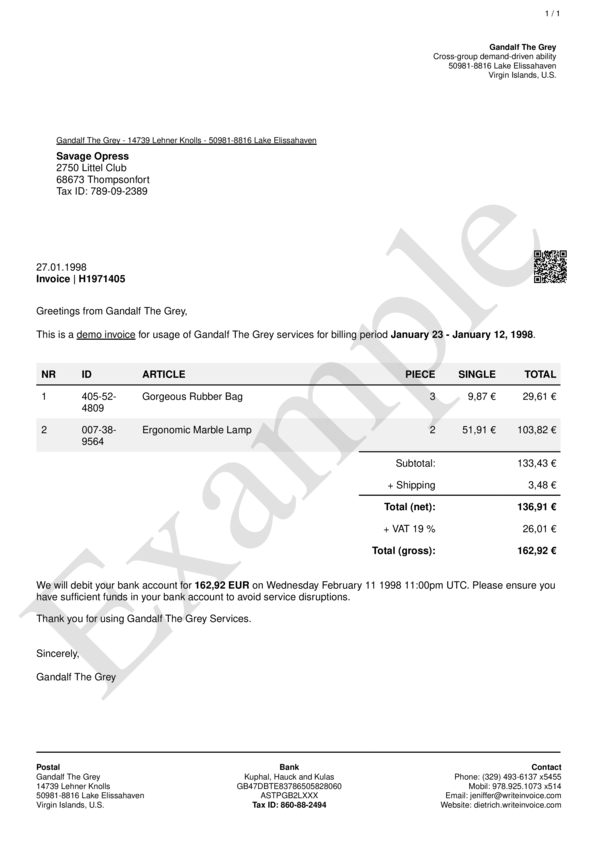 1 / 1
Gandalf The Grey
Cross-group demand-driven ability
50981-8816 Lake Elissahaven
Virgin Islands, U.S.
Gandalf The Grey - 14739 Lehner Knolls - 50981-8816 Lake Elissahaven
Savage Opress
2750 Littel Club
68673 Thompsonfort
Tax ID: 789-09-2389
27.01.1998
Invoice | H1971405
Greetings from Gandalf The Grey,
This is a demo invoice for usage of Gandalf The Grey services for billing period January 23 - January 12, 1998.
NR ID ARTICLE PIECE SINGLE TOTAL
1 405-52- Gorgeous Rubber Bag 3 9,87 € 29,61 €
4809
2 007-38- Ergonomic Marble Lamp 2 51,91 € 103,82 €
9564
Subtotal: 133,43 €
+ Shipping 3,48 €
Total (net): 136,91 €
+ VAT 19 % 26,01 €
Total (gross): 162,92 €
We will debit your bank account for 162,92 EUR on Wednesday February 11 1998 11:00pm UTC. Please ensure you
have sufficient funds in your bank account to avoid service disruptions.
Thank you for using Gandalf The Grey Services.
Sincerely,
Gandalf The Grey
Example
Postal
Gandalf The Grey
14739 Lehner Knolls
50981-8816 Lake Elissahaven
Virgin Islands, U.S.
Bank
Kuphal, Hauck and Kulas
GB47DBTE83786505828060
ASTPGB2LXXX
Tax ID: 860-88-2494
Contact
Phone: (329) 493-6137 x5455
Mobil: 978.925.1073 x514
Email: jeniffer@writeinvoice.com
Website: dietrich.writeinvoice.com